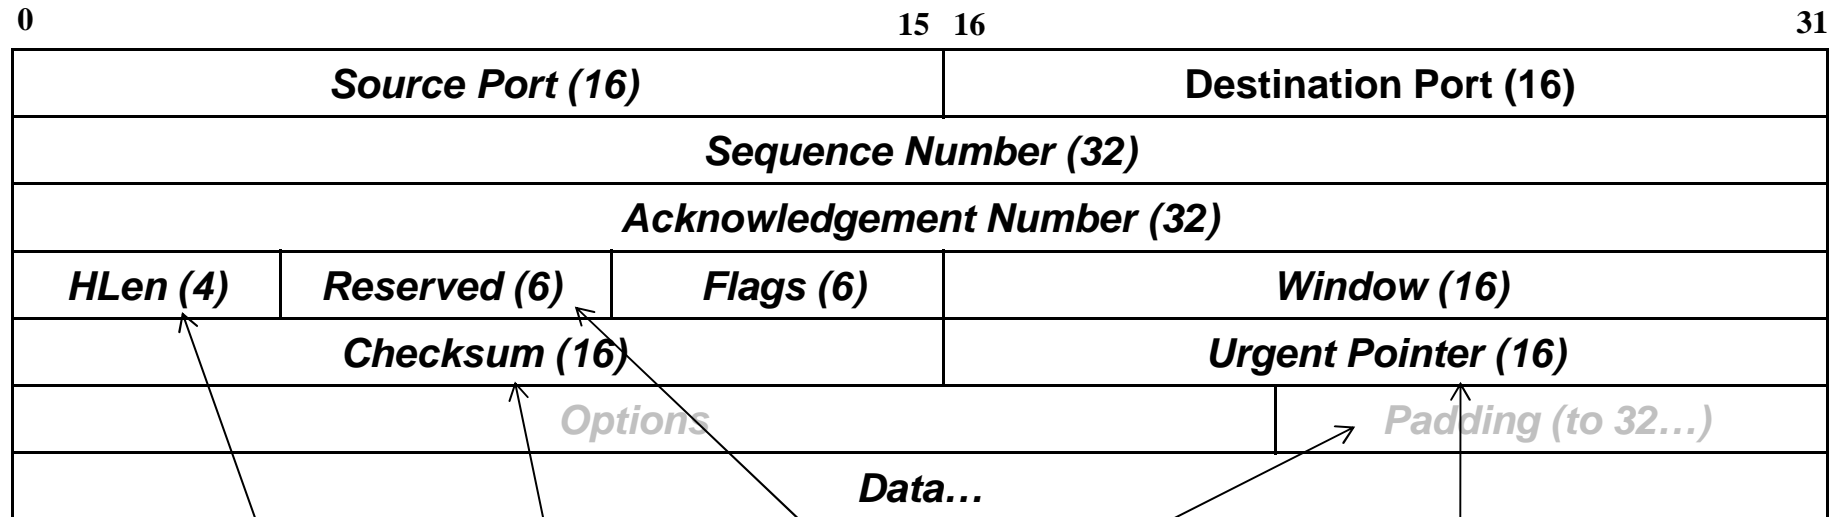 0 15 16 31
Source Port (16) Destination Port (16)
Sequence Number (32)
Acknowledgement Number (32)
HLen (4) Reserved (6) Flags (6) Window (16)
Checksum (16) Urgent Pointer (16)
Options Padding (to 32…)
Data…